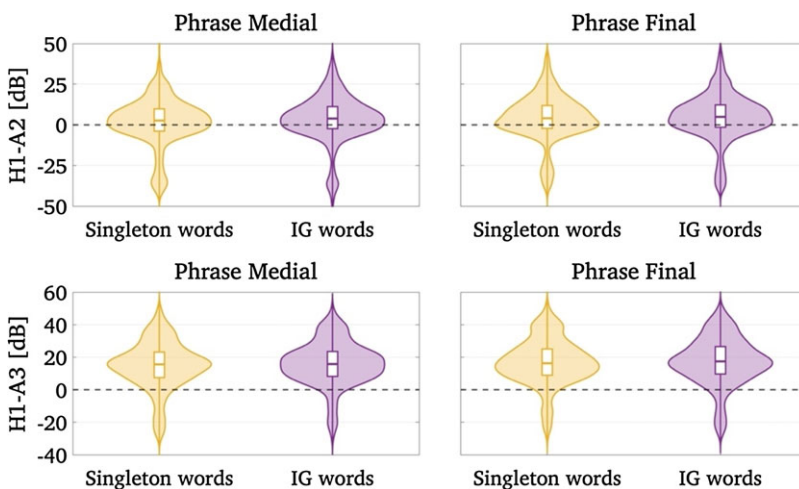 Phrase Medial
Phrase Final
H1-A2 [dB]
50
25
0
-25
-50
Singleton words
IG words
Singleton words
IG words
Phrase Medial
Phrase Final
H1-A3 [dB]
60
40
20
0
-20
-40
Singleton words
IG words
Singleton words
IG words